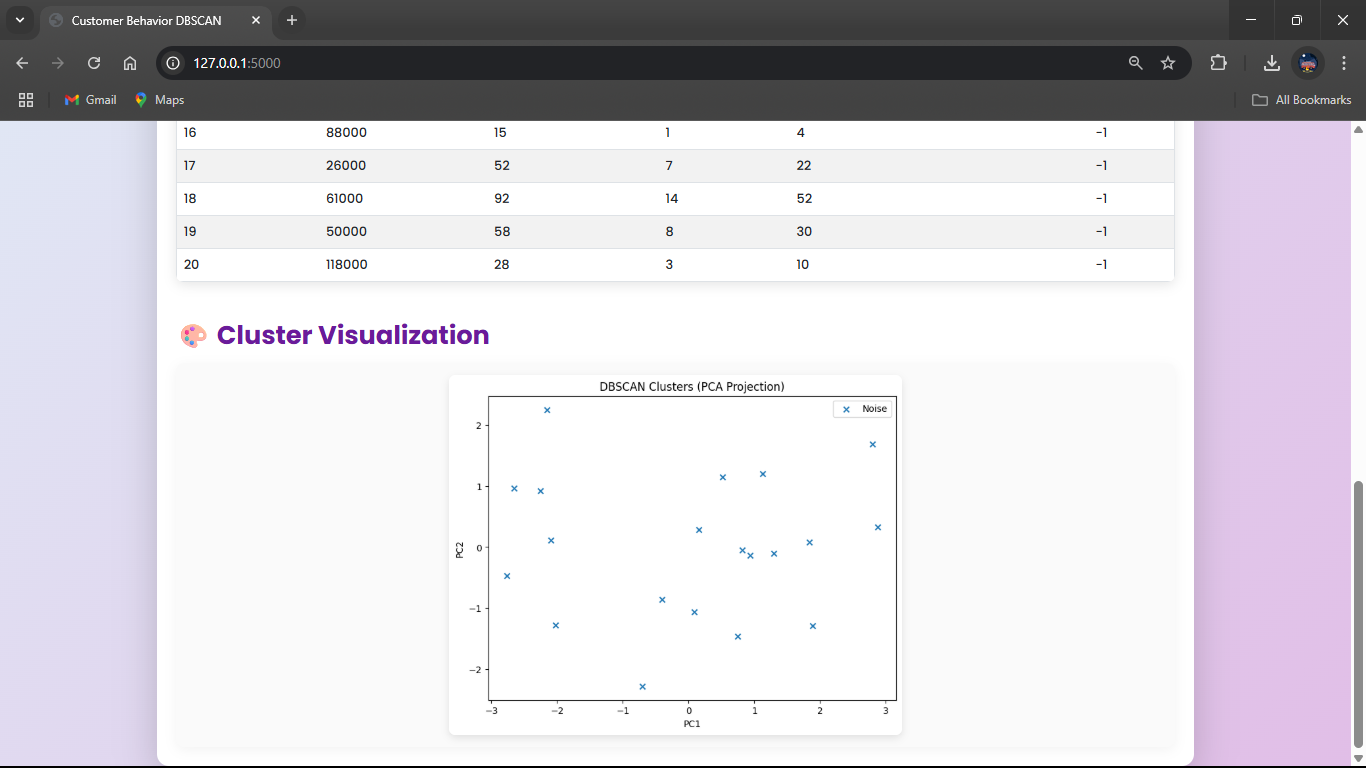 Customer Behavior DBSCAN
127.0.0.1:5000
Gmail Maps All Bookmarks
16 88000 15 1 4 -1
17 26000 52 7 22 -1
18 61000 92 14 52 -1
19 50000 58 8 30 -1
20 118000 28 3 10 -1
Cluster Visualization
DBSCAN Clusters (PCA Projection)
Noise
2
1
0
−1
−2
PC2
−3 −2 −1 0 1 2 3
PC1